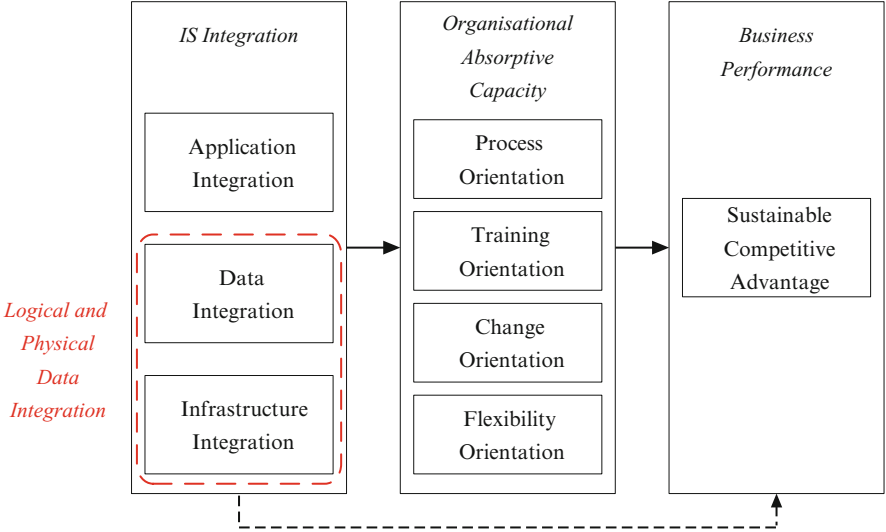 IS Integration
Application
Integration
Data
Integration
Infrastructure
Integration
Logical and
Physical
Data
Integration
Organisational
Absorptive
Capacity
Process
Orientation
Training
Orientation
Change
Orientation
Flexibility
Orientation
Business
Performance
Sustainable
Competitive
Advantage